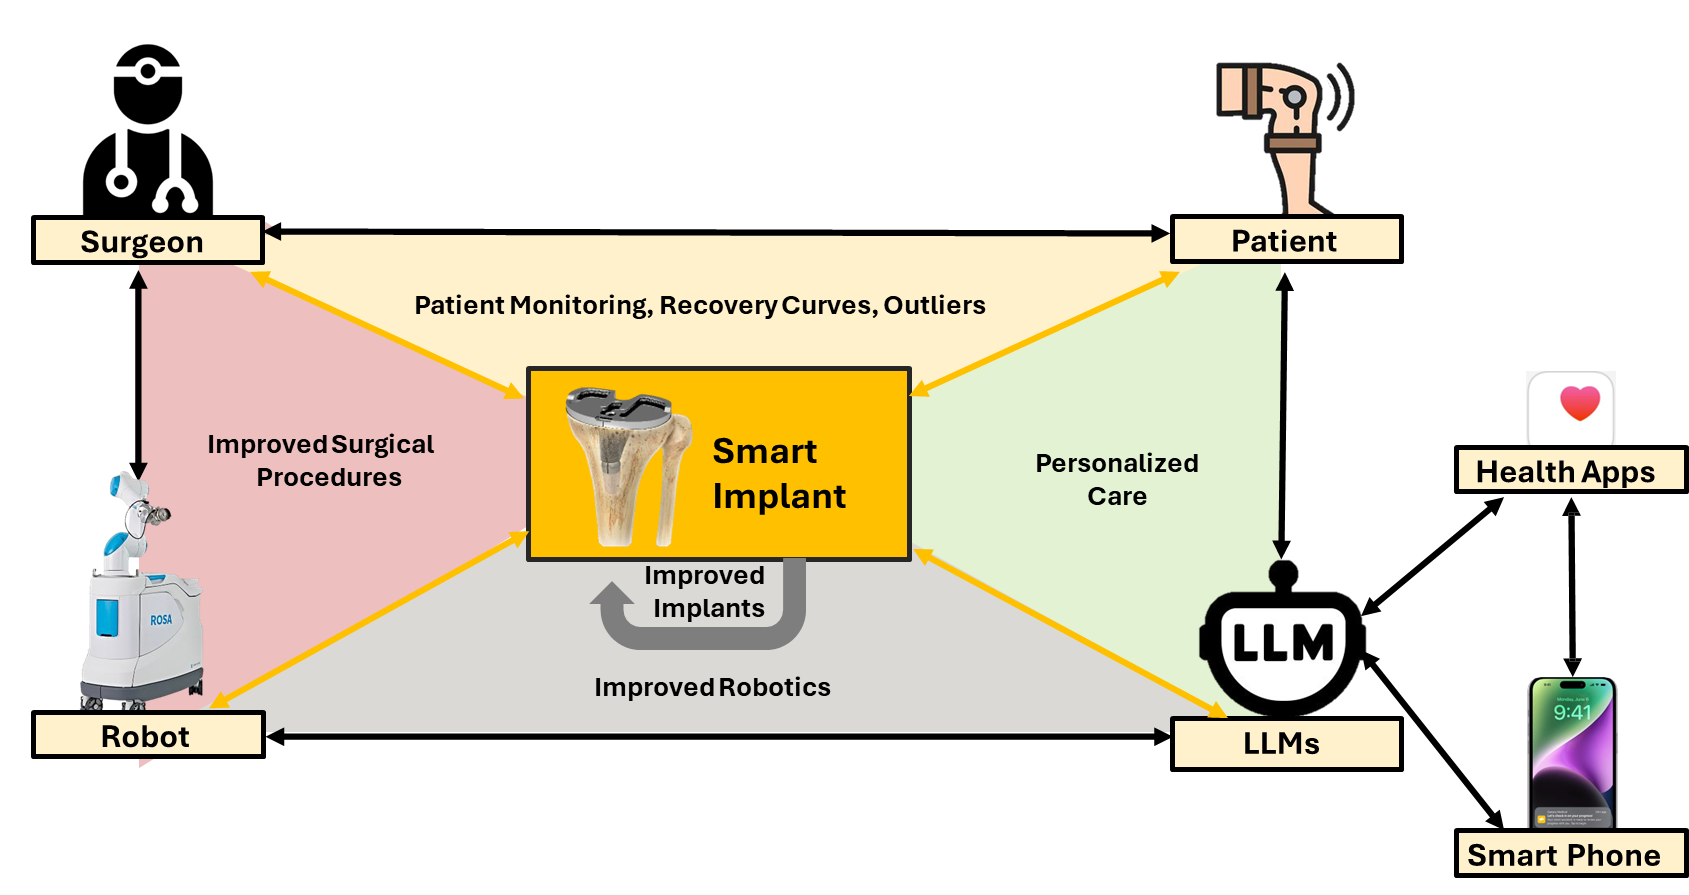 Surgeon
Patient
Patient Monitoring, Recovery Curves, Outliers
Improved Surgical
Procedures
Smart
Implant
Personalized
Care
Health Apps
Improved
Implants
ROSA
LLM
Improved Robotics
9:41
Robot
LLMs
Smart Phone